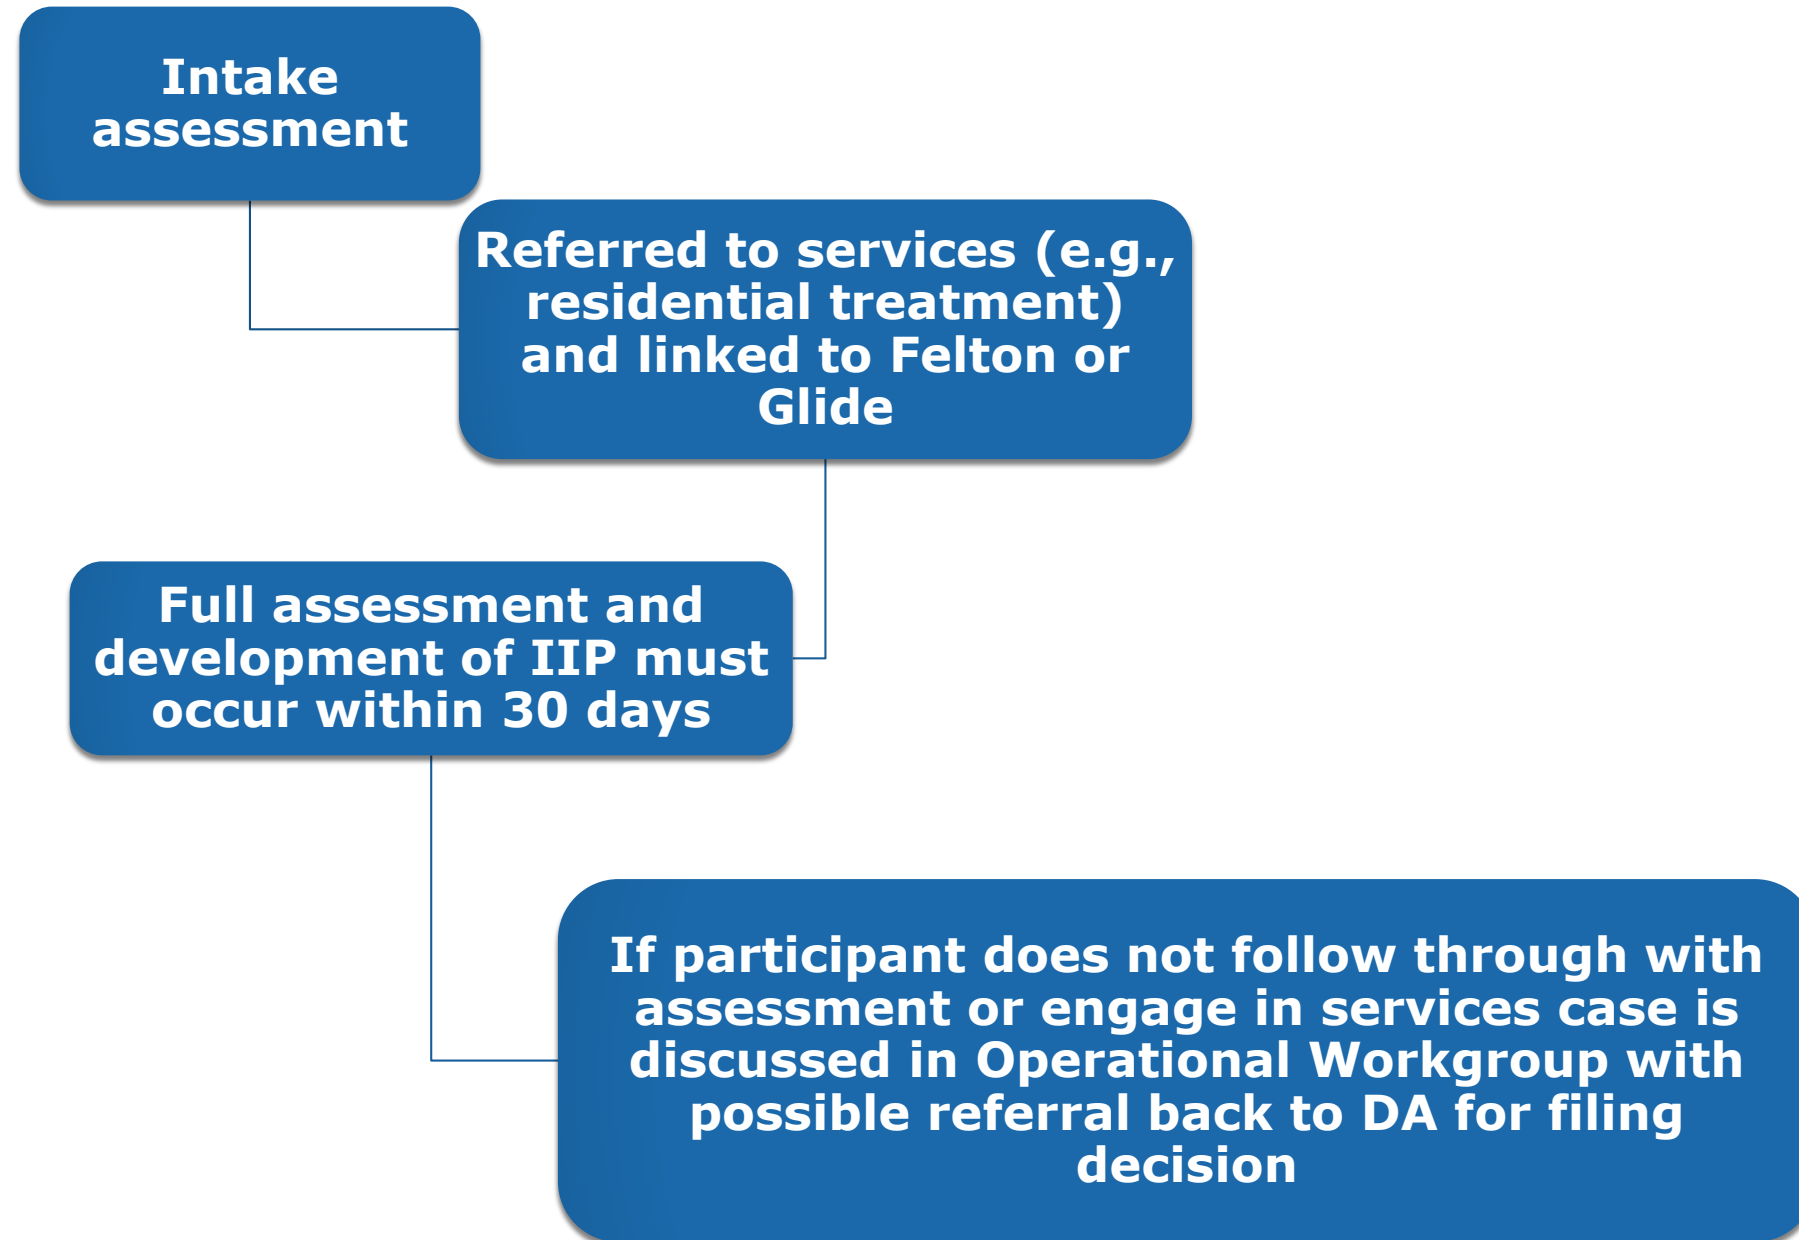 Intake
assessment
Referred to services (e.g.,
residential treatment)
and linked to Felton or
Glide
Full assessment and
development of IIP must
occur within 30 days
If participant does not follow through with
assessment or engage in services case is
discussed in Operational Workgroup with
possible referral back to DA for filing
decision